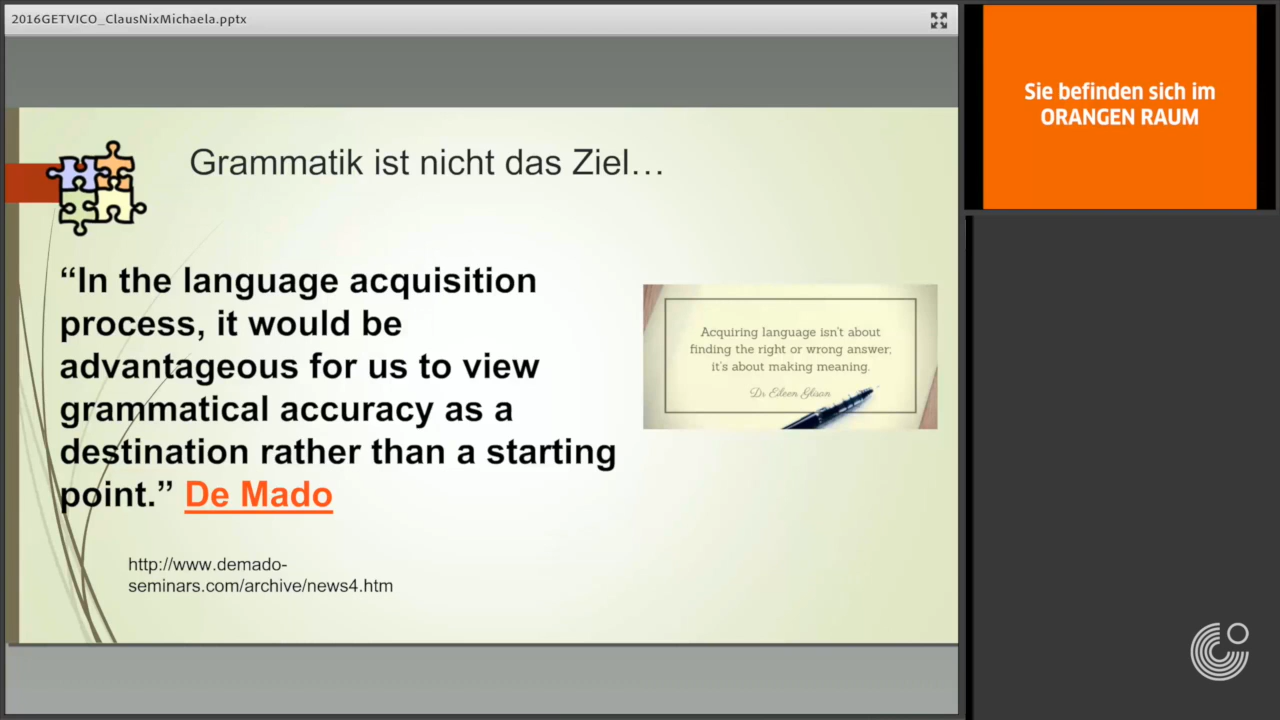 2016GETVICO_ClausNixMichaela.pptx
Sie befinden sich im
ORANGEN RAUM
Grammatik ist nicht das Ziel…
“In the language acquisition
process, it would be
advantageous for us to view
grammatical accuracy as a
destination rather than a starting
point.” De Mado
http://www.demado-
seminars.com/archive/news4.htm
Acquiring language isn't about
finding the right or wrong answer;
it's about making meaning.
Dr Eileen Glisan